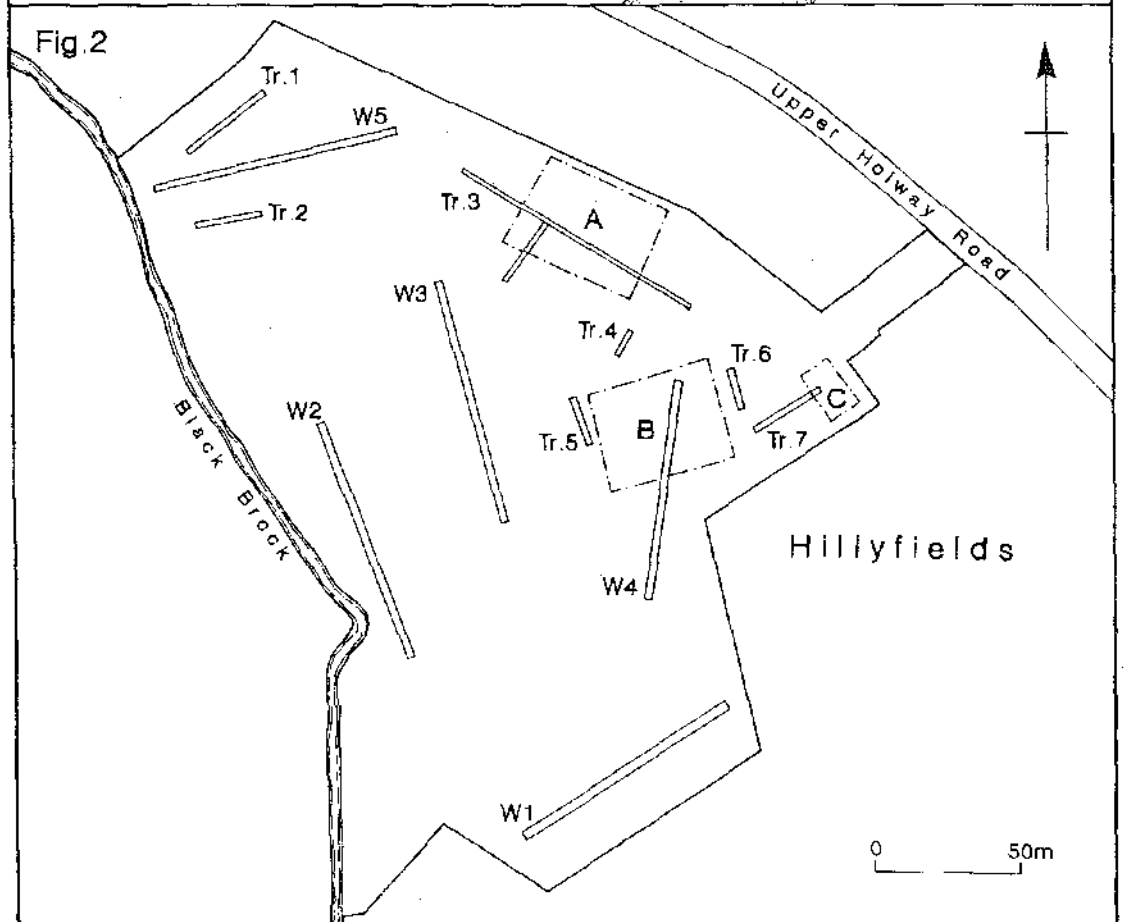 Fig.2
Tr.1
W5
Upper Holway Road
Tr.2
Tr.3
A
W3
Tr.4
Tr.6
W2
Tr.5
B
C
Tr.7
Black Brock
Hillyfields
W4
W1
0 50m